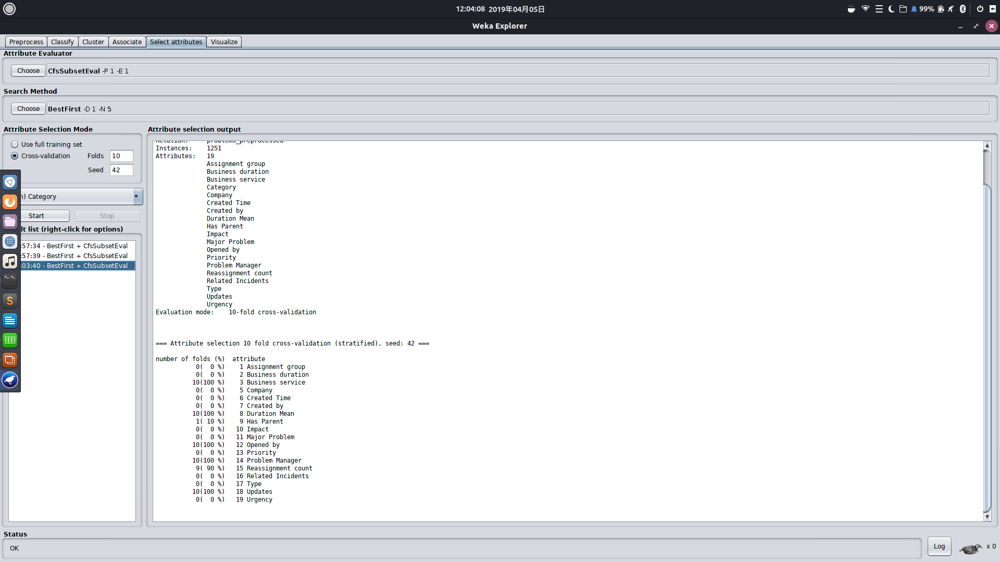 12:04:08 2019年04月05日
99%
Weka Explorer
Preprocess Classify Cluster Associate Select attributes Visualize
Attribute Evaluator
Choose CfsSubsetEval -P 1 -E 1
Search Method
Choose BestFirst -D 1 -N 5
Attribute Selection Mode
Use full training set
Cross-validation Folds 10
Seed 42
) Category
Start Stop
lt list (right-click for options)
:57:34 - BestFirst + CfsSubsetEval
:57:39 - BestFirst + CfsSubsetEval
:03:40 - BestFirst + CfsSubsetEval
Attribute selection output
Relation: problems_preprocessed
Instances: 1251
Attributes: 19
Assignment group
Business duration
Business service
Category
Company
Created Time
Created by
Duration Mean
Has Parent
Impact
Major Problem
Opened by
Priority
Problem Manager
Reassignment count
Related Incidents
Type
Updates
Urgency
Evaluation mode: 10-fold cross-validation
=== Attribute selection 10 fold cross-validation (stratified), seed: 42 ===
number of folds (%) attribute
0( 0 %) 1 Assignment group
0( 0 %) 2 Business duration
10(100 %) 3 Business service
0( 0 %) 5 Company
0( 0 %) 6 Created Time
0( 0 %) 7 Created by
10(100 %) 8 Duration Mean
1( 10 %) 9 Has Parent
0( 0 %) 10 Impact
0( 0 %) 11 Major Problem
10(100 %) 12 Opened by
0( 0 %) 13 Priority
10(100 %) 14 Problem Manager
9( 90 %) 15 Reassignment count
0( 0 %) 16 Related Incidents
0( 0 %) 17 Type
10(100 %) 18 Updates
0( 0 %) 19 Urgency
Status
OK
Log x 0